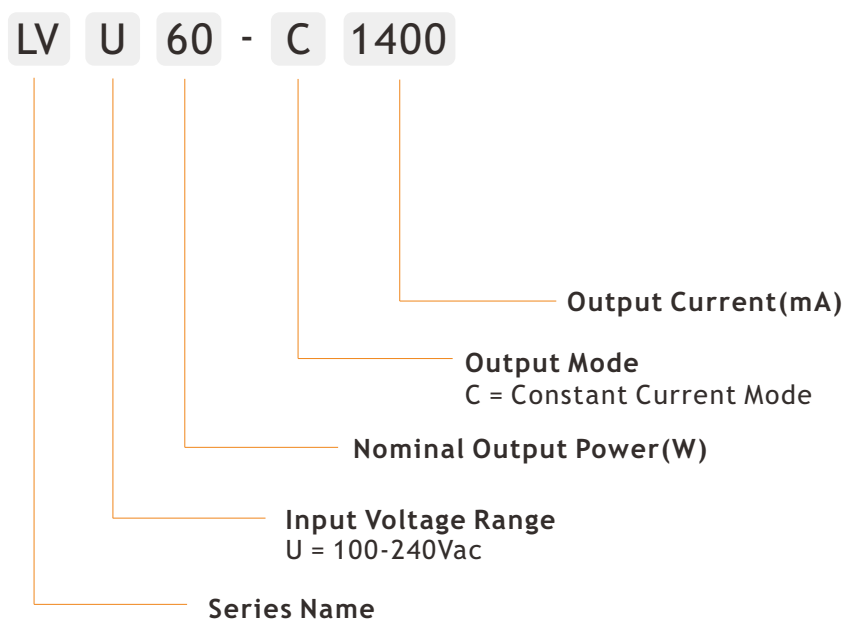 LV U 60 - C 1400
Output Current(mA)
Output Mode
C = Constant Current Mode
Nominal Output Power(W)
Input Voltage Range
U = 100-240Vac
Series Name